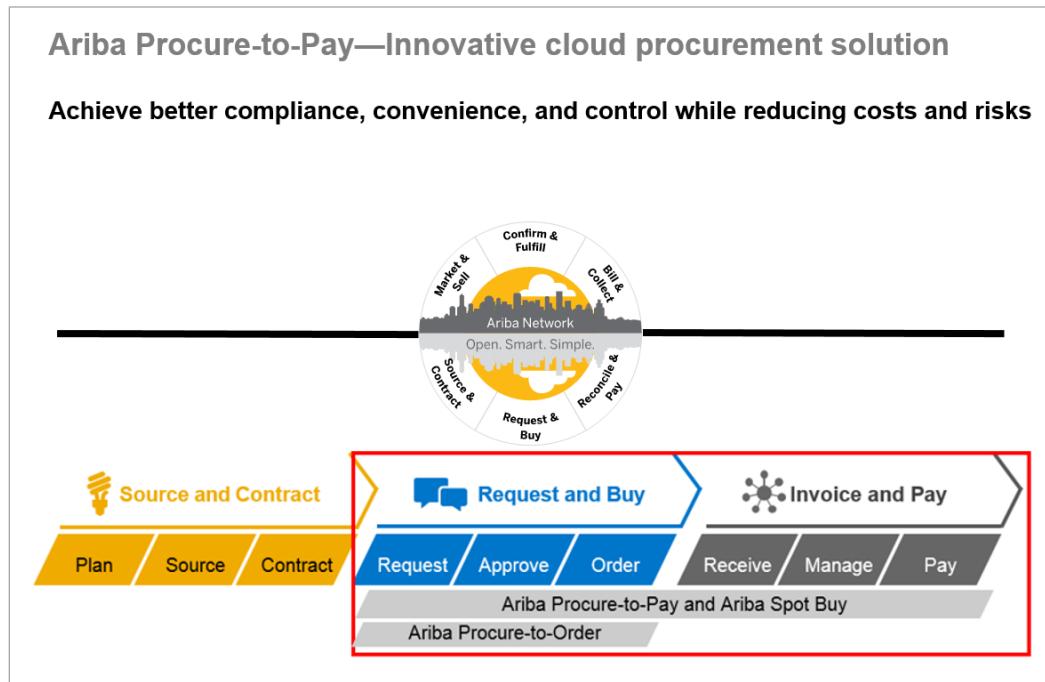 Ariba Procure-to-Pay—Innovative cloud procurement solution
Achieve better compliance, convenience, and control while reducing costs and risks
Confirm &
Fulfill
Market &
Sell
Bill &
Collect
Ariba Network
Open. Smart. Simple.
Source &
Contract
Reconcile &
Pay
Request &
Buy
Source and Contract
Request and Buy
Invoice and Pay
Plan
Source
Contract
Request
Approve
Order
Receive
Manage
Pay
Ariba Procure-to-Pay and Ariba Spot Buy
Ariba Procure-to-Order